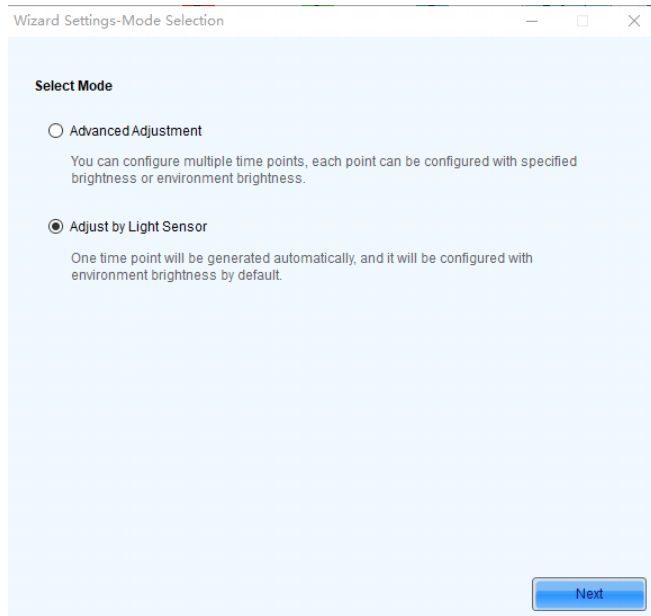 Wizard Settings-Mode Selection
Select Mode
Advanced Adjustment
You can configure multiple time points, each point can be configured with specified
brightness or environment brightness.
Adjust by Light Sensor
One time point will be generated automatically, and it will be configured with
environment brightness by default.
Next